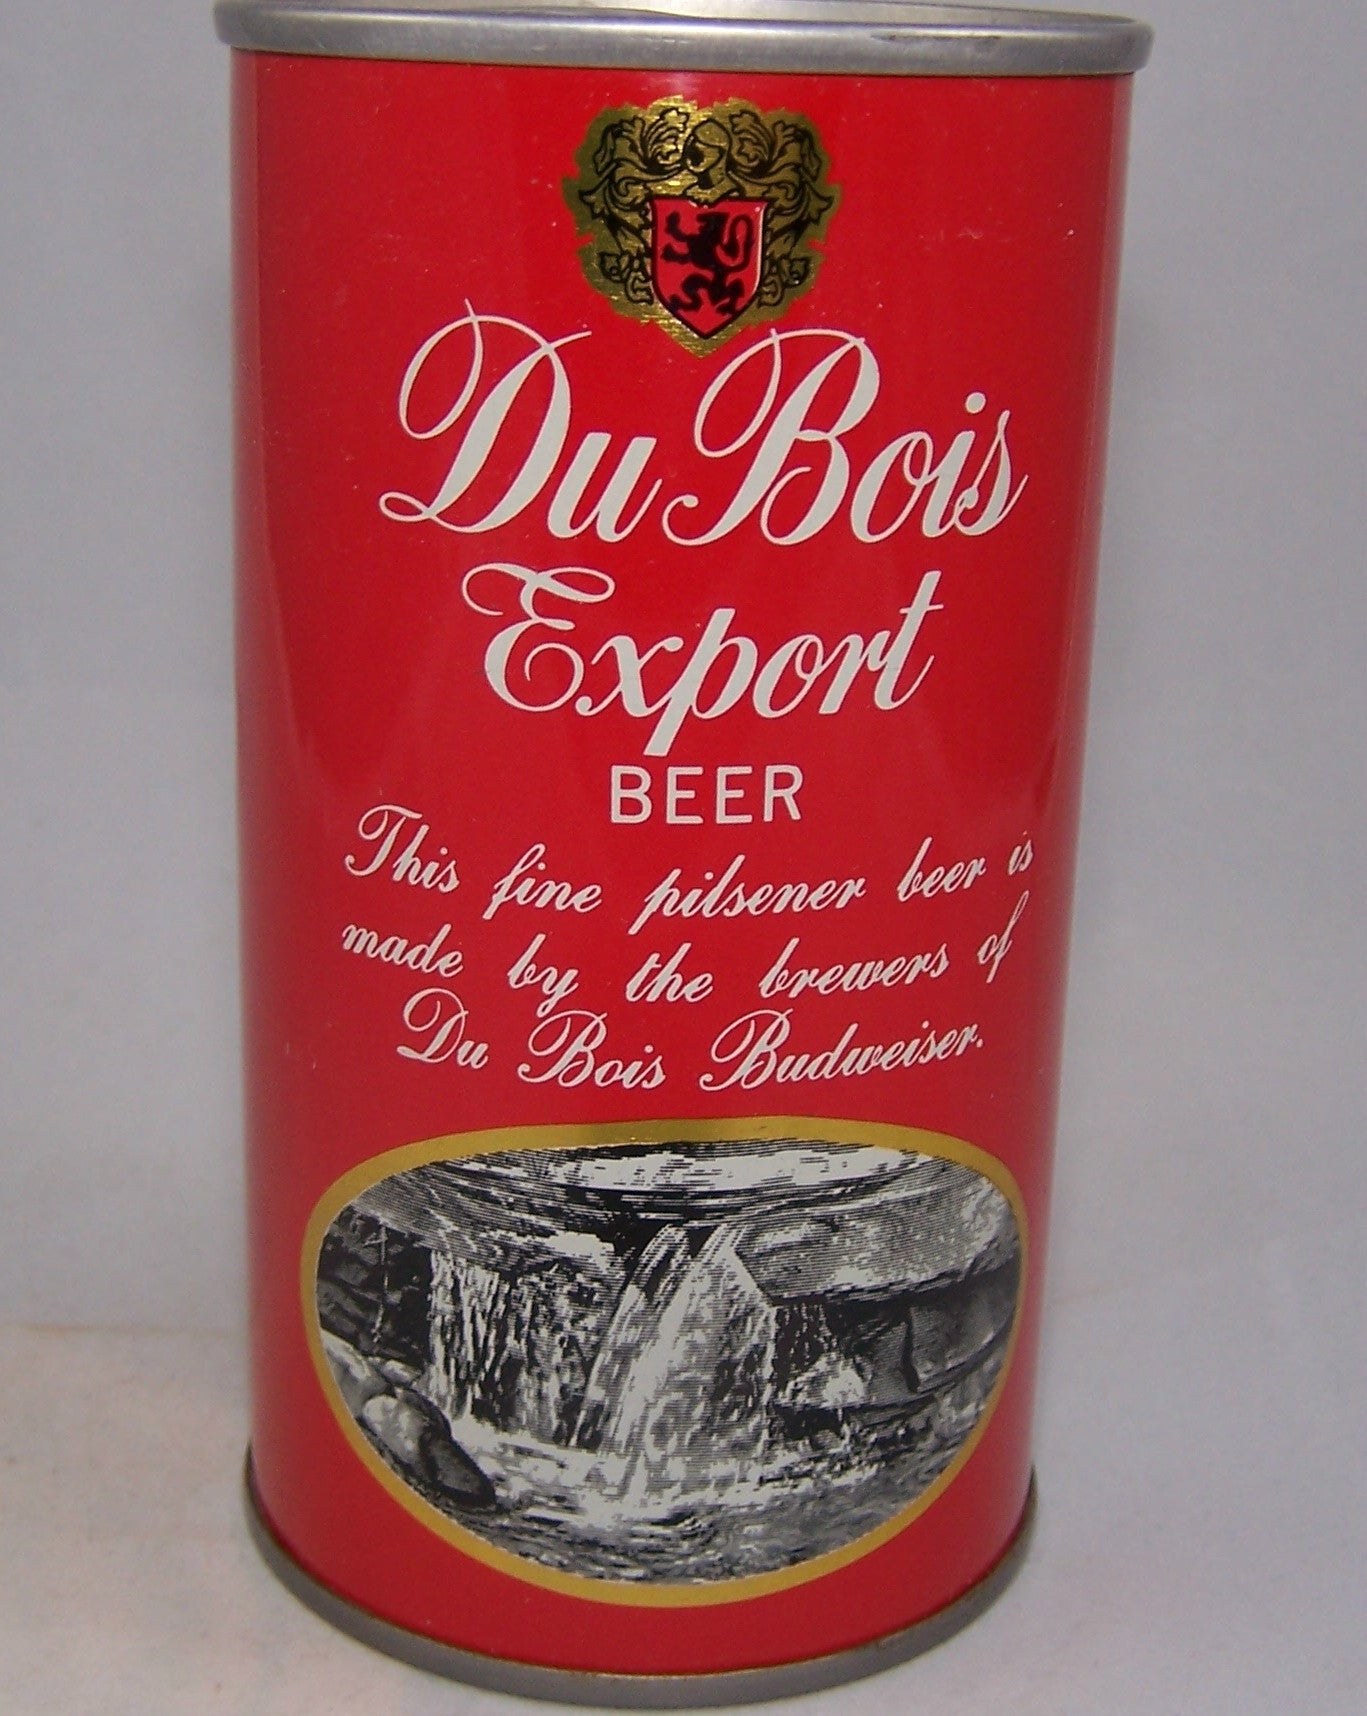 Du Bois
Export
BEER
This fine pilsener beer is
made by the brewers of
Du Bois Budweiser.